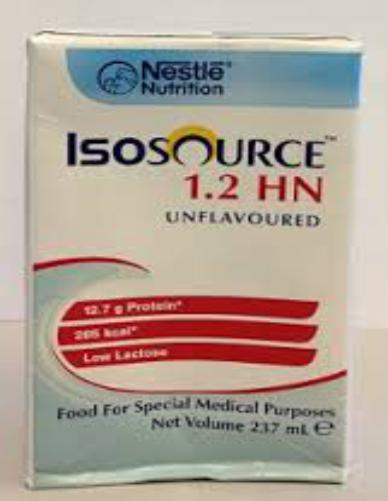 Nestlé
Nutrition
ISOSOURCE™
1.2 HN
UNFLAVOURED
12.7 g Protein*
285 kcal*
Low Lactose
Food For Special Medical Purposes
Net Volume 237 mL ℮